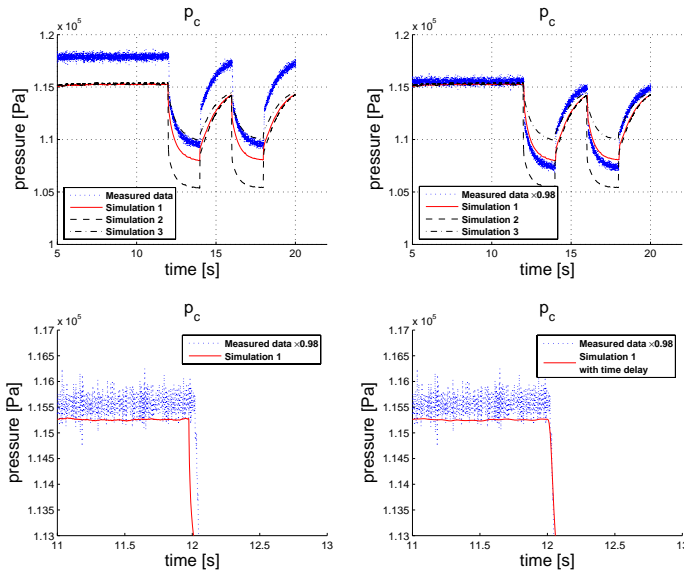 p_c
× 10^5
1.2
1.15
1.1
1.05
1
pressure [Pa]
Measured data
Simulation 1
Simulation 2
Simulation 3
5 10 15 20
time [s]
p_c
× 10^5
1.2
1.15
1.1
1.05
1
pressure [Pa]
Measured data ×0.98
Simulation 1
Simulation 2
Simulation 3
5 10 15 20
time [s]
p_c
× 10^5
1.17
1.165
1.16
1.155
1.15
1.145
1.14
1.135
1.13
pressure [Pa]
Measured data ×0.98
Simulation 1
11 11.5 12 12.5 13
time [s]
p_c
× 10^5
1.17
1.165
1.16
1.155
1.15
1.145
1.14
1.135
1.13
pressure [Pa]
Measured data ×0.98
Simulation 1
with time delay
11 11.5 12 12.5 13
time [s]